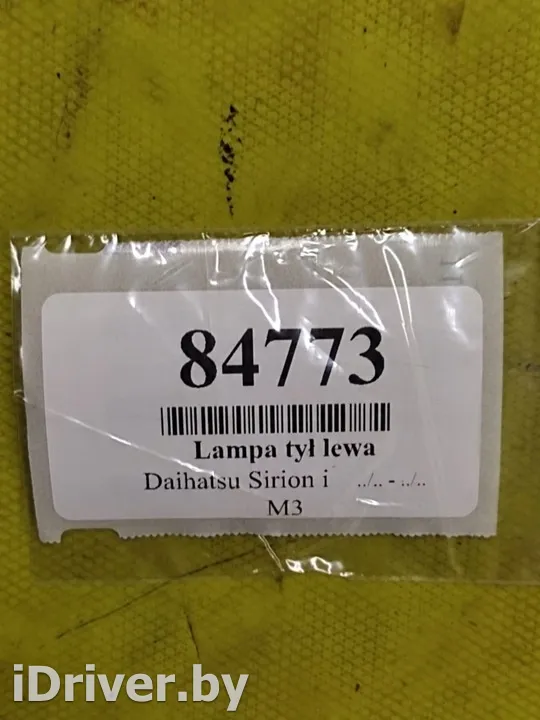 84773
Lampa tył lewa
Daihatsu Sirion i ../.. - ../..
M3
iDriver.by